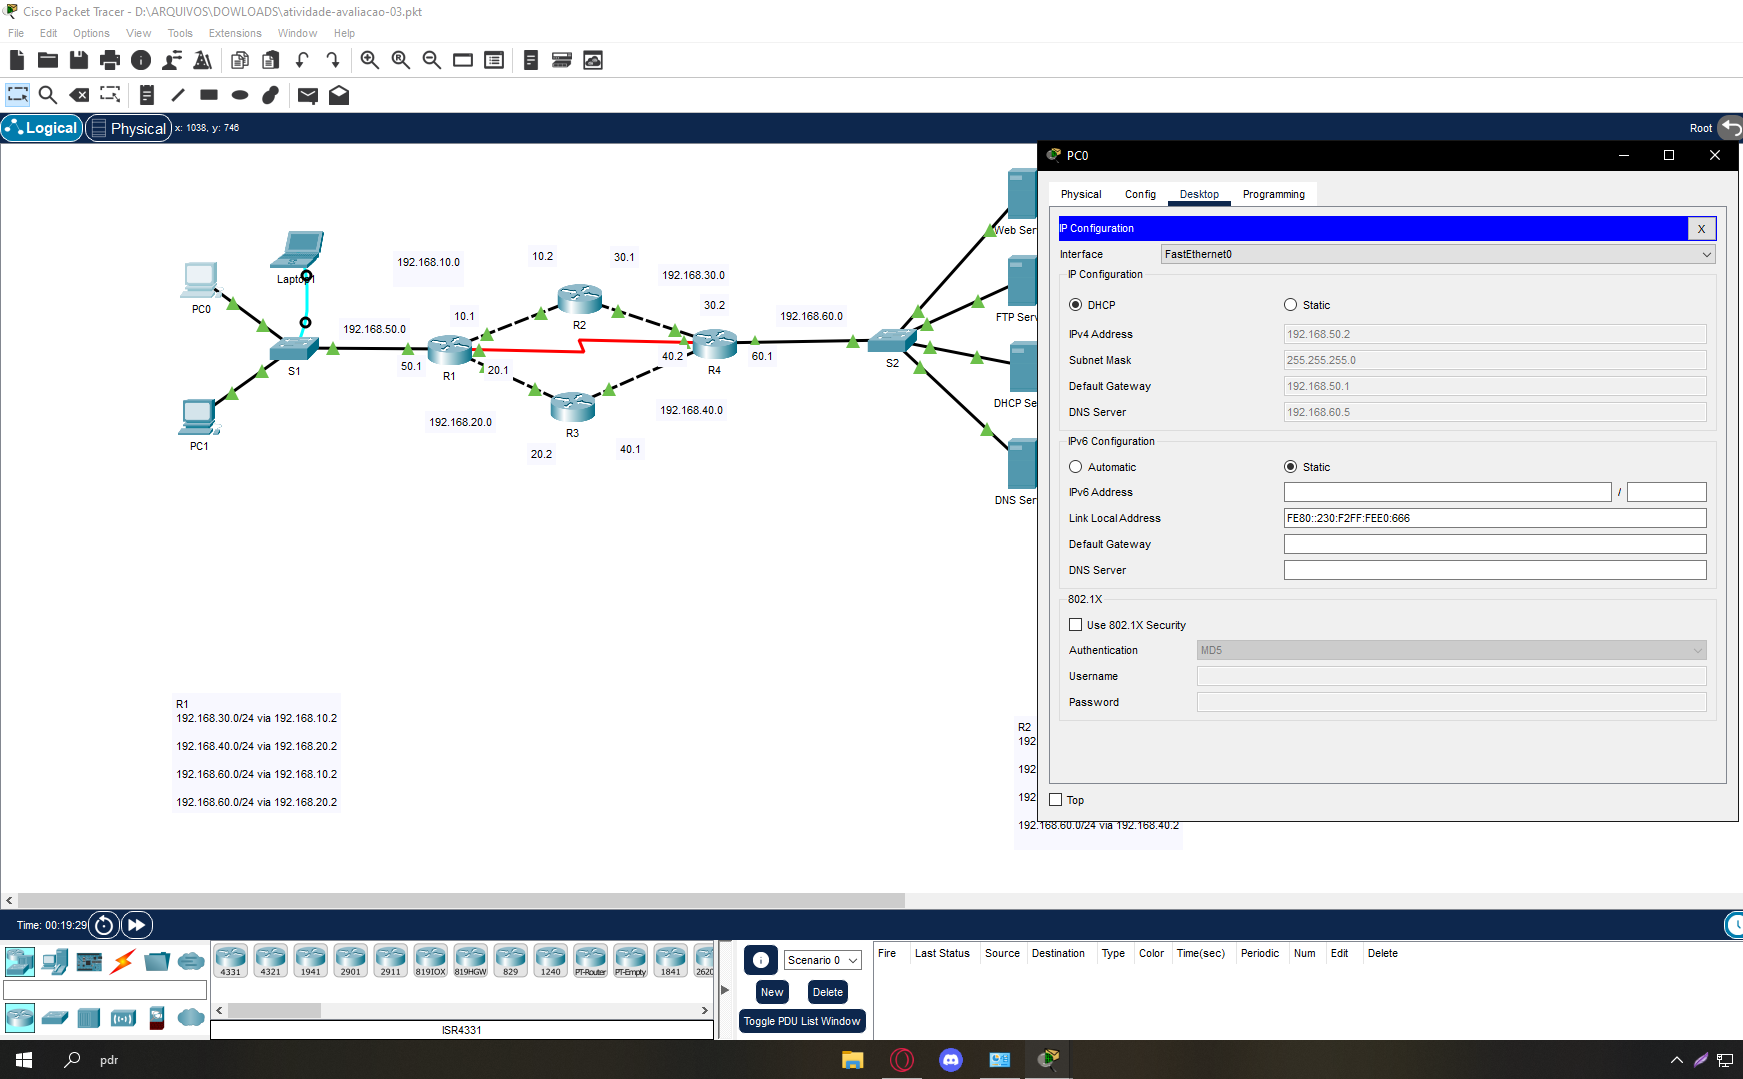 Cisco Packet Tracer - D:\ARQUIVOS\DOWLOADS\atividade-avaliacao-03.pkt
File Edit Options View Tools Extensions Window Help
Logical Physical x: 1038, y: 746 Root
PC0
Physical Config Desktop Programming
IP Configuration X
Interface FastEthernet0
IP Configuration
DHCP Static
IPv4 Address 192.168.50.2
Subnet Mask 255.255.255.0
Default Gateway 192.168.50.1
DNS Server 192.168.60.5
IPv6 Configuration
Automatic Static
IPv6 Address /
Link Local Address FE80::230:F2FF:FEE0:666
Default Gateway
DNS Server
802.1X
Use 802.1X Security
Authentication MD5
Username
Password
Top
Laptop1
PC0
S1
PC1
192.168.50.0
50.1
192.168.10.0
10.1
R1
20.1
192.168.20.0
10.2
R2
30.1
192.168.30.0
30.2
40.2
R4
60.1
R3
20.2
40.1
192.168.40.0
192.168.60.0
S2
Web Ser
FTP Serv
DHCP Se
DNS Ser
R1
192.168.30.0/24 via 192.168.10.2
192.168.40.0/24 via 192.168.20.2
192.168.60.0/24 via 192.168.10.2
192.168.60.0/24 via 192.168.20.2
R2
192
192
192
192.168.60.0/24 via 192.168.40.2
Time: 00:19:29
4331 4321 1941 2901 2911 819IOX 819HGW 829 1240 PT-Router PT-Empty 1841 2620
ISR4331
Scenario 0
New Delete
Toggle PDU List Window
Fire Last Status Source Destination Type Color Time(sec) Periodic Num Edit Delete
pdr